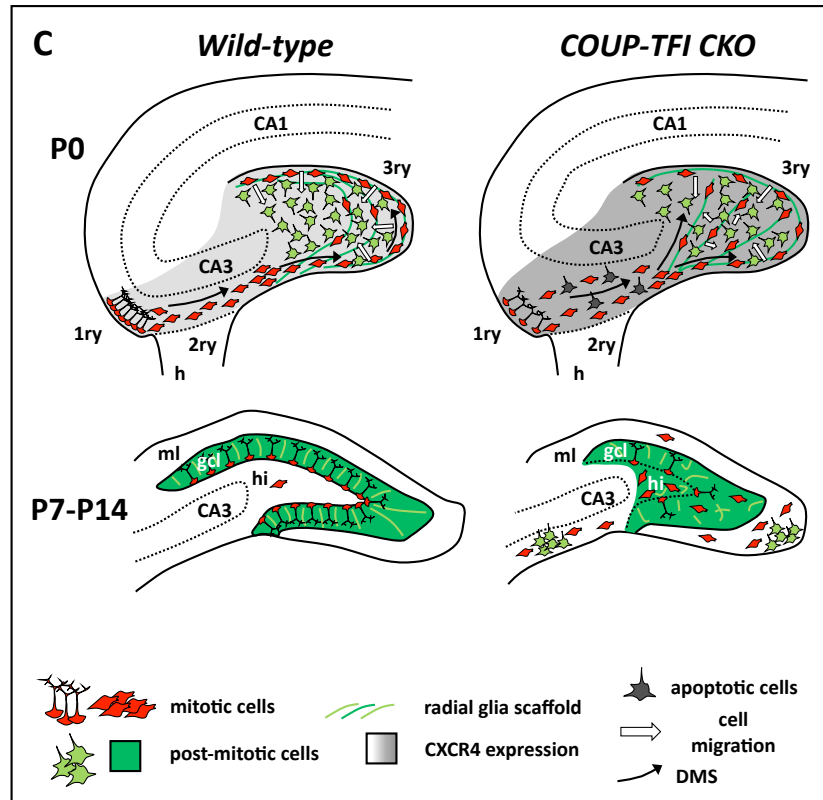 C
Wild-type
COUP-TFI CKO
P0
CA1
3ry
CA3
1ry
2ry
h
CA1
3ry
CA3
1ry
2ry
h
P7-P14
ml
gcl
hi
CA3
ml
gcl
hi
CA3
mitotic cells
post-mitotic cells
radial glia scaffold
CXCR4 expression
apoptotic cells
cell
migration
DMS